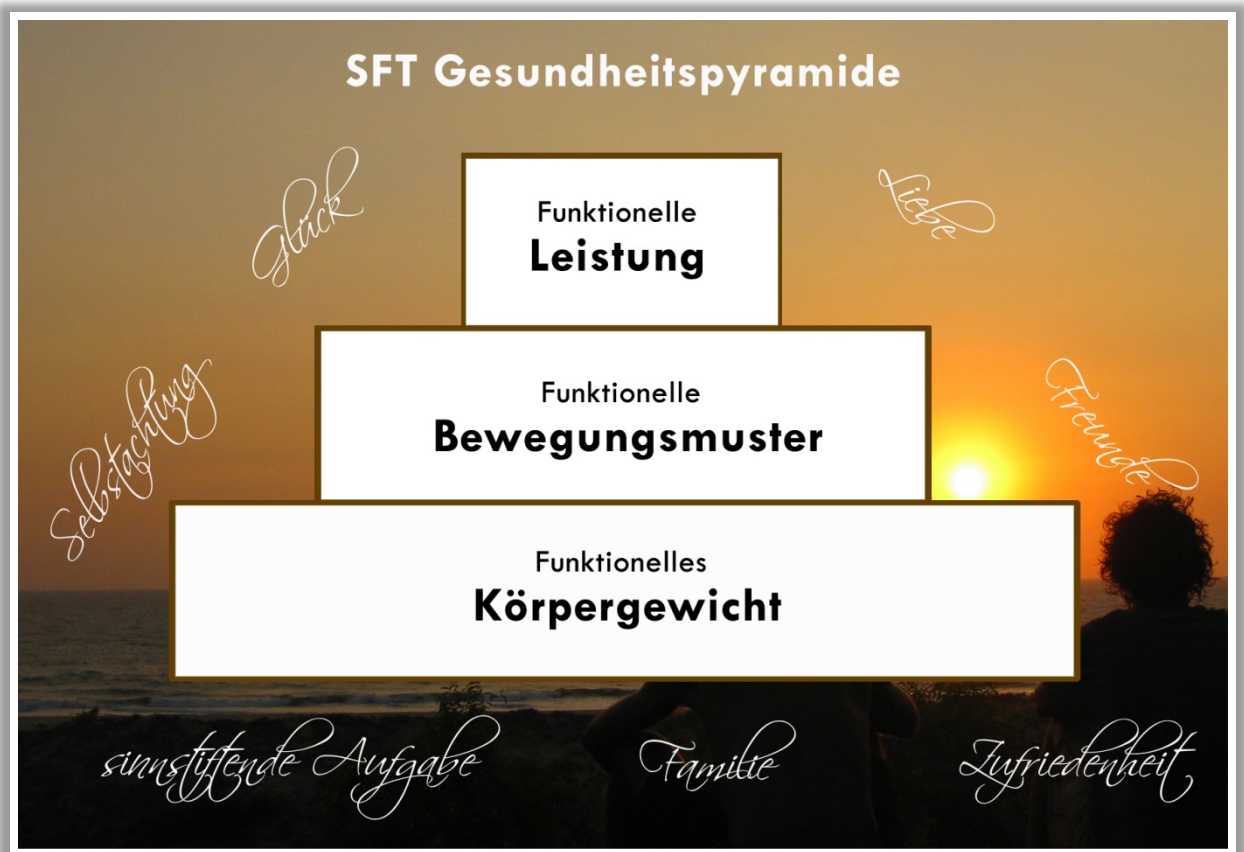 SFT Gesundheitspyramide
Glück
Liebe
Funktionelle
Leistung
Selbstachtung
Freunde
Funktionelle
Bewegungsmuster
Funktionelles
Körpergewicht
sinnstiftende Aufgabe
Familie
Zufriedenheit